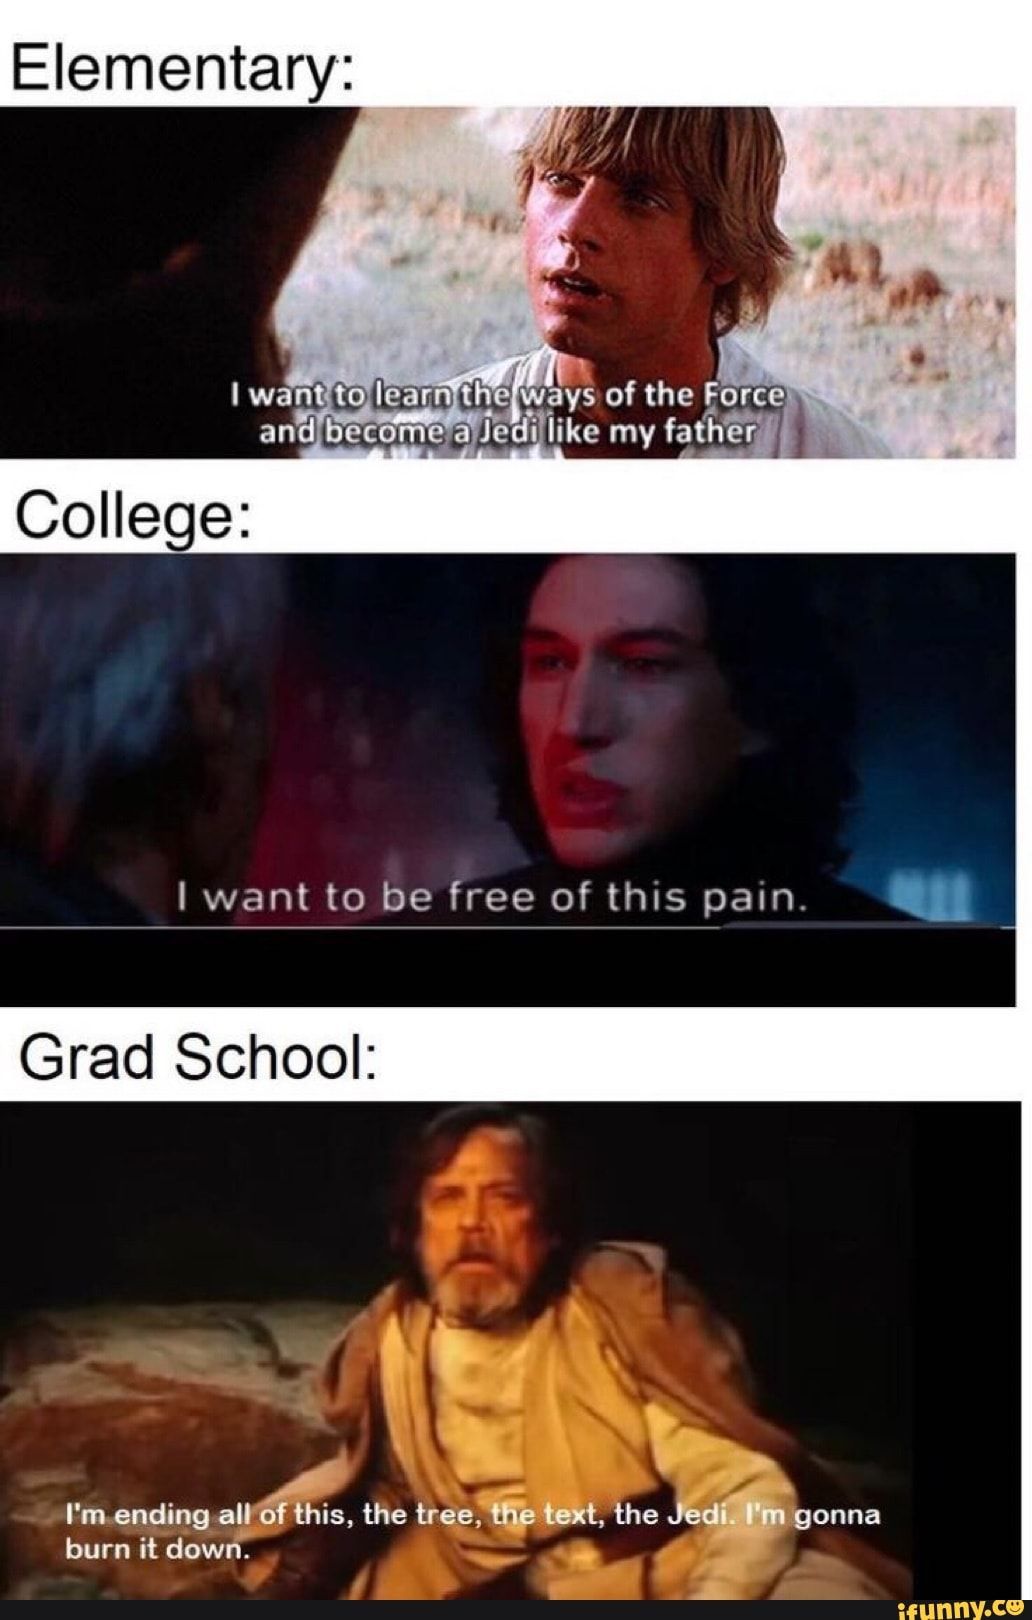 Elementary:
I want to learn the ways of the Force
and become a Jedi like my father
College:
I want to be free of this pain.
Grad School:
I'm ending all of this, the tree, the text, the Jedi. I'm gonna
burn it down.
ifunny.co